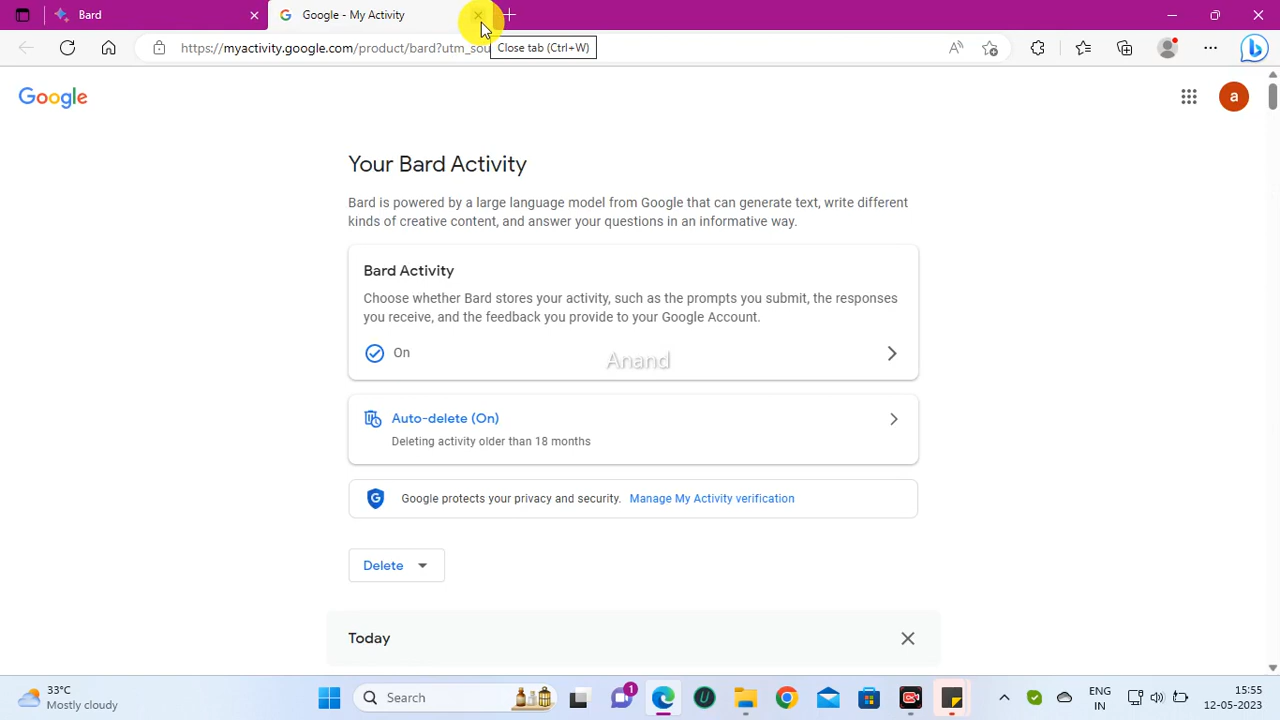 Bard
Google - My Activity
https://myactivity.google.com/product/bard?utm_sou
Close tab (Ctrl+W)
Google
a
Your Bard Activity
Bard is powered by a large language model from Google that can generate text, write different
kinds of creative content, and answer your questions in an informative way.
Bard Activity
Choose whether Bard stores your activity, such as the prompts you submit, the responses
you receive, and the feedback you provide to your Google Account.
On
Anand
Auto-delete (On)
Deleting activity older than 18 months
G
Google protects your privacy and security. Manage My Activity verification
Delete
Today
33°C
Mostly cloudy
Search
1
ENG
IN
15:55
12-05-2023